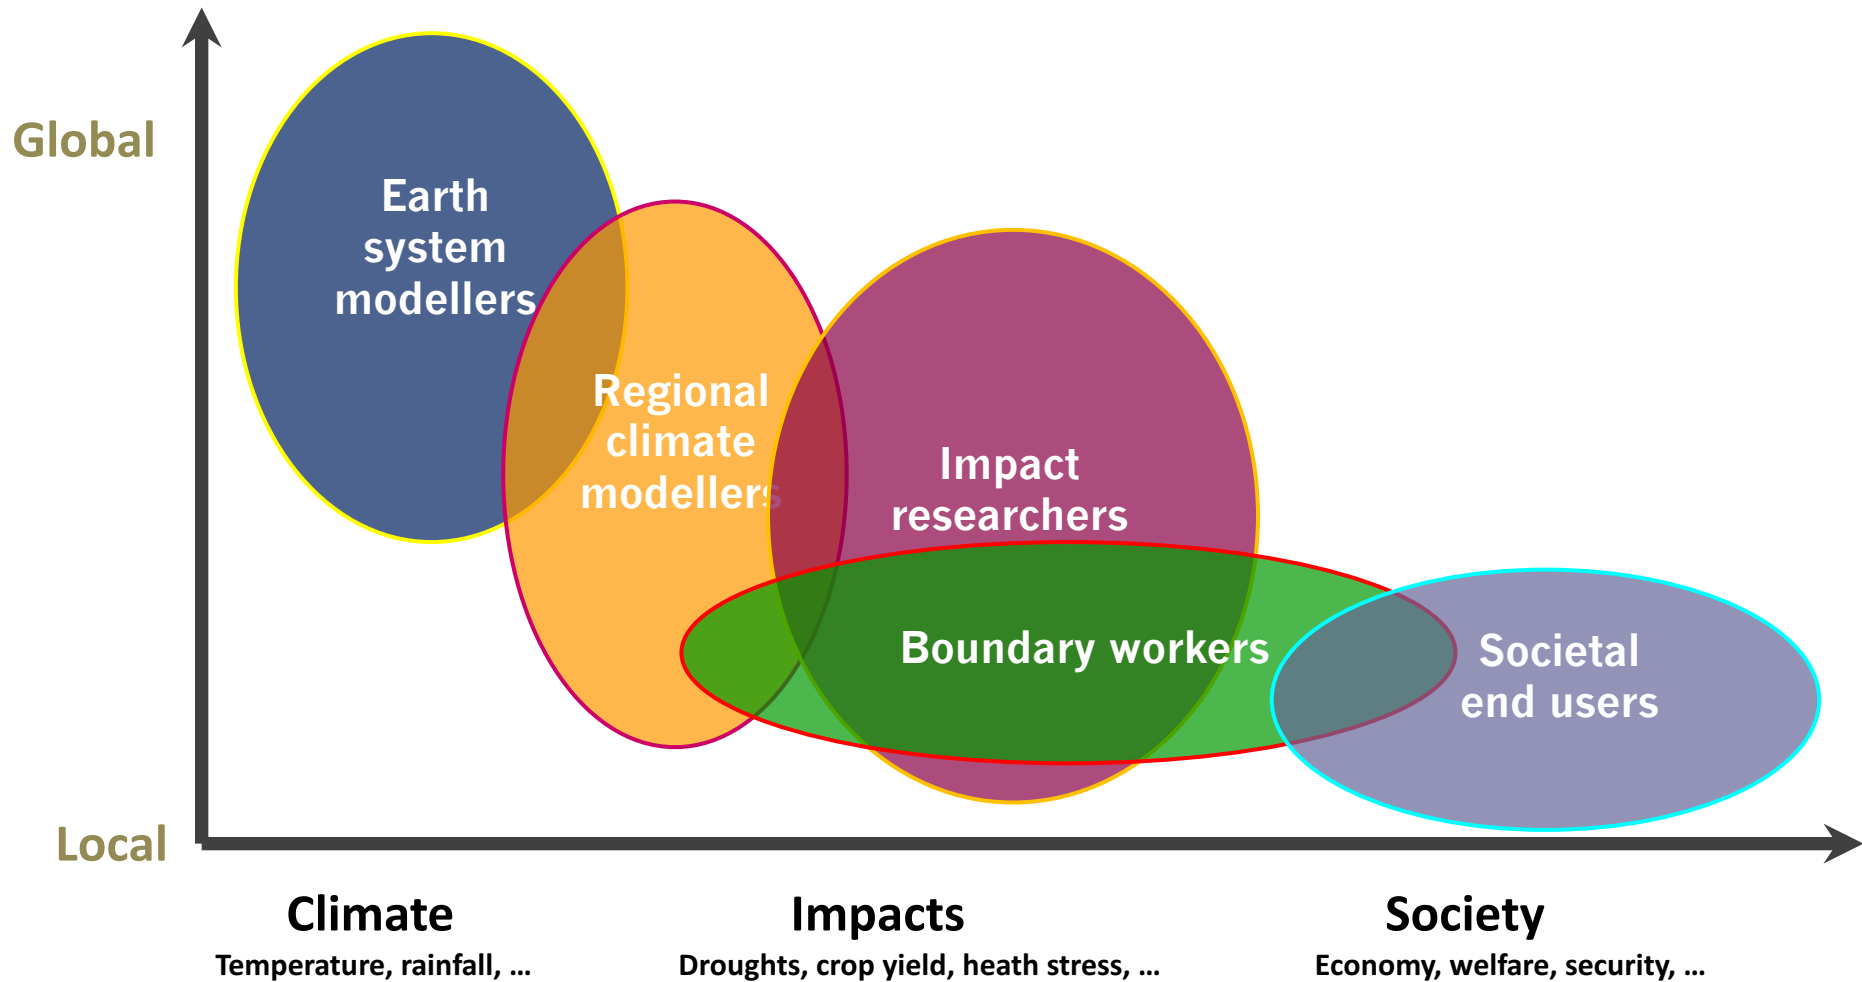 Global
Earth
system
modellers
Regional
climate
modellers
Impact
researchers
Boundary workers
Societal
end users
Local
Climate
Impacts
Society
Temperature, rainfall, ...
Droughts, crop yield, heath stress, ...
Economy, welfare, security, ...